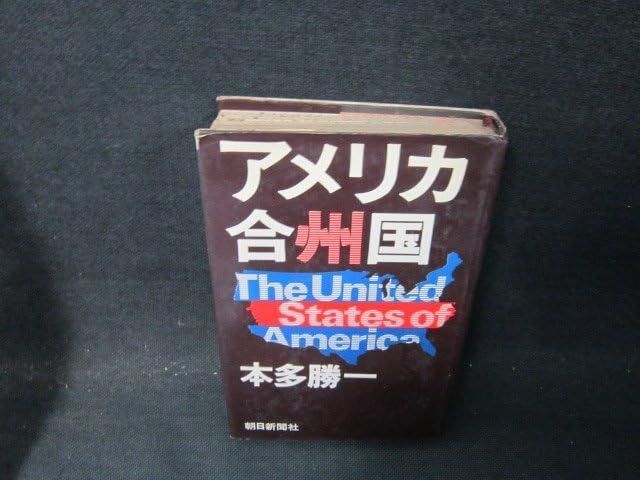 アメリカ
合州国
The United
States of
America
本多勝一
朝日新聞社